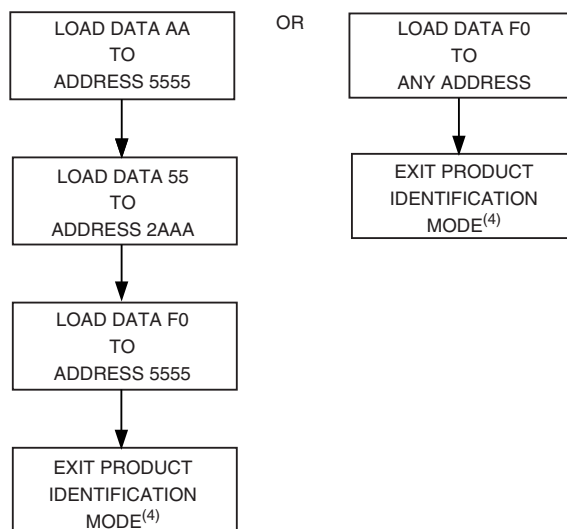 LOAD DATA AA
TO
ADDRESS 5555
LOAD DATA 55
TO
ADDRESS 2AAA
LOAD DATA F0
TO
ADDRESS 5555
EXIT PRODUCT
IDENTIFICATION
MODE(4)
OR
LOAD DATA F0
TO
ANY ADDRESS
EXIT PRODUCT
IDENTIFICATION
MODE(4)